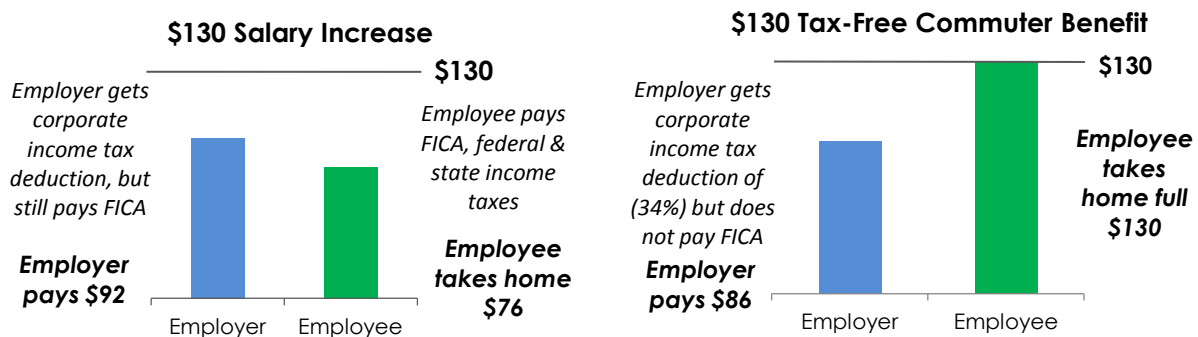 $130 Salary Increase
$130
Employer gets
corporate
income tax
deduction, but
still pays FICA
Employer
pays $92
Employee pays
FICA, federal &
state income
taxes
Employee
takes home
$76
Employer
Employee
$130 Tax-Free Commuter Benefit
$130
Employer gets
corporate
income tax
deduction of
(34%) but does
not pay FICA
Employer
pays $86
Employee
takes
home full
$130
Employer
Employee